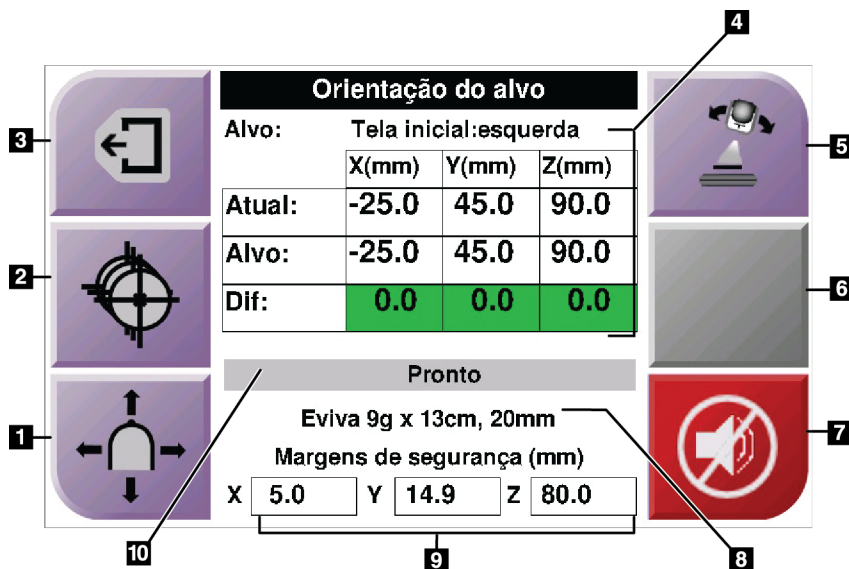 4
Orientação do alvo
Alvo: Tela inicial:esquerda
3
5
X(mm) Y(mm) Z(mm)
Atual: -25.0 45.0 90.0
Alvo: -25.0 45.0 90.0
2
6
Dif: 0.0 0.0 0.0
Pronto
Eviva 9g x 13cm, 20mm
1
7
Margens de segurança (mm)
X 5.0 Y 14.9 Z 80.0
10
9
8